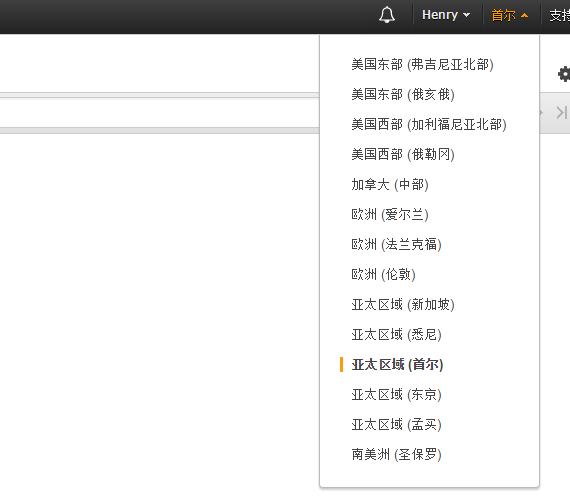 Henry 首尔 支持
美国东部 (弗吉尼亚北部)
美国东部 (俄亥俄)
美国西部 (加利福尼亚北部)
美国西部 (俄勒冈)
加拿大 (中部)
欧洲 (爱尔兰)
欧洲 (法兰克福)
欧洲 (伦敦)
亚太区域 (新加坡)
亚太区域 (悉尼)
亚太区域 (首尔)
亚太区域 (东京)
亚太区域 (孟买)
南美洲 (圣保罗)